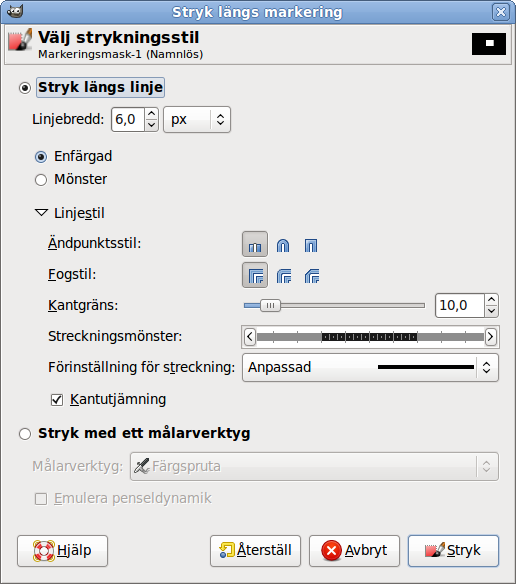 Stryk längs markering
Välj strykningsstil
Markeringsmask-1 (Namnlös)
Stryk längs linje
Linjebredd: 6,0 px
Enfärgad
Mönster
Linjestil
Ändpunktsstil:
Fogstil:
Kantgräns: 10,0
Streckningsmönster:
Förinställning för streckning: Anpassad
Kantutjämning
Stryk med ett målarverktyg
Målarverktyg: Färgspruta
Emulera penseldynamik
Hjälp Återställ Avbryt Stryk